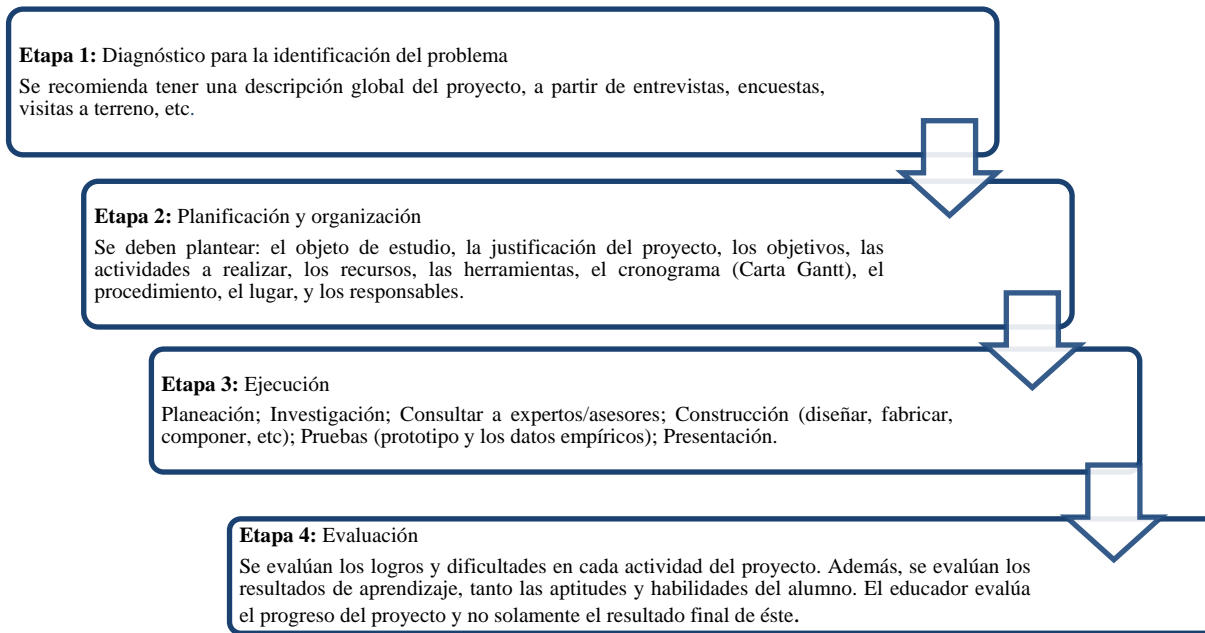 Etapa 1: Diagnóstico para la identificación del problema
Se recomienda tener una descripción global del proyecto, a partir de entrevistas, encuestas,
visitas a terreno, etc.
Etapa 2: Planificación y organización
Se deben plantear: el objeto de estudio, la justificación del proyecto, los objetivos, las
actividades a realizar, los recursos, las herramientas, el cronograma (Carta Gantt), el
procedimiento, el lugar, y los responsables.
Etapa 3: Ejecución
Planeación; Investigación; Consultar a expertos/asesores; Construcción (diseñar, fabricar,
componer, etc); Pruebas (prototipo y los datos empíricos); Presentación.
Etapa 4: Evaluación
Se evalúan los logros y dificultades en cada actividad del proyecto. Además, se evalúan los
resultados de aprendizaje, tanto las aptitudes y habilidades del alumno. El educador evalúa
el progreso del proyecto y no solamente el resultado final de éste.